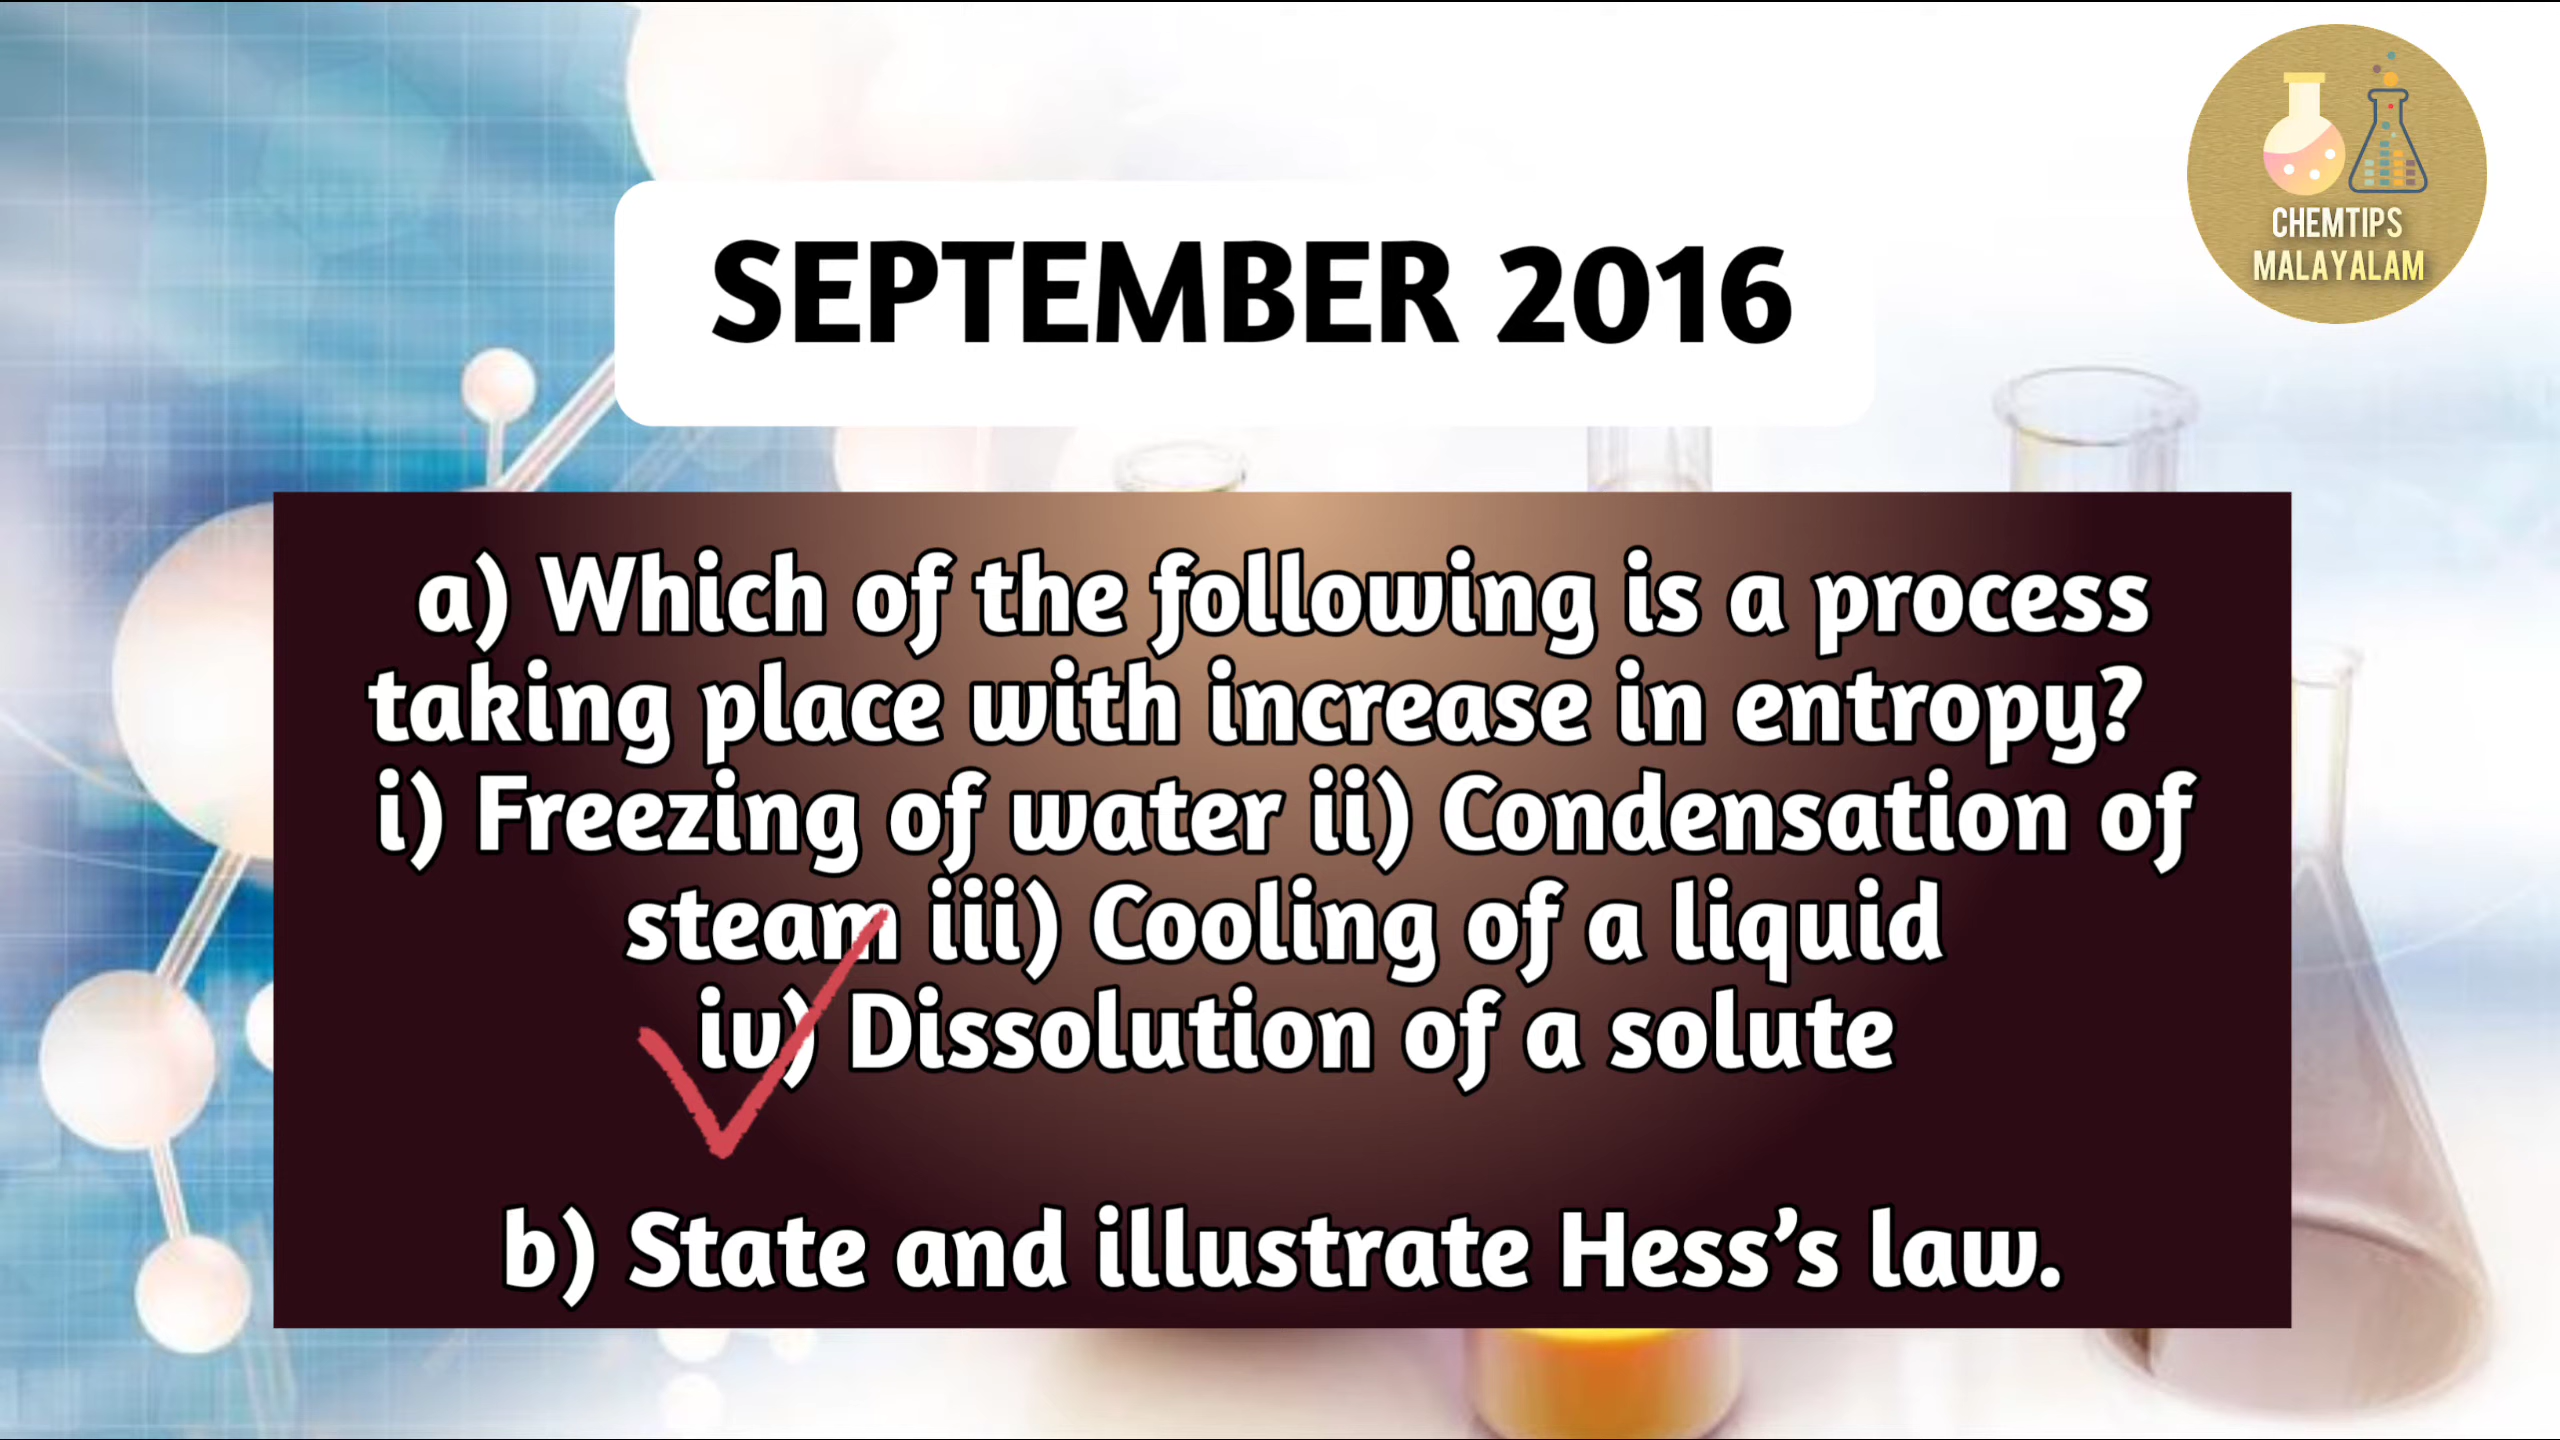 CHEMTIPS
MALAYALAM
SEPTEMBER 2016
a) Which of the following is a process
taking place with increase in entropy?
i) Freezing of water ii) Condensation of
steam iii) Cooling of a liquid
iv) Dissolution of a solute
b) State and illustrate Hess’s law.